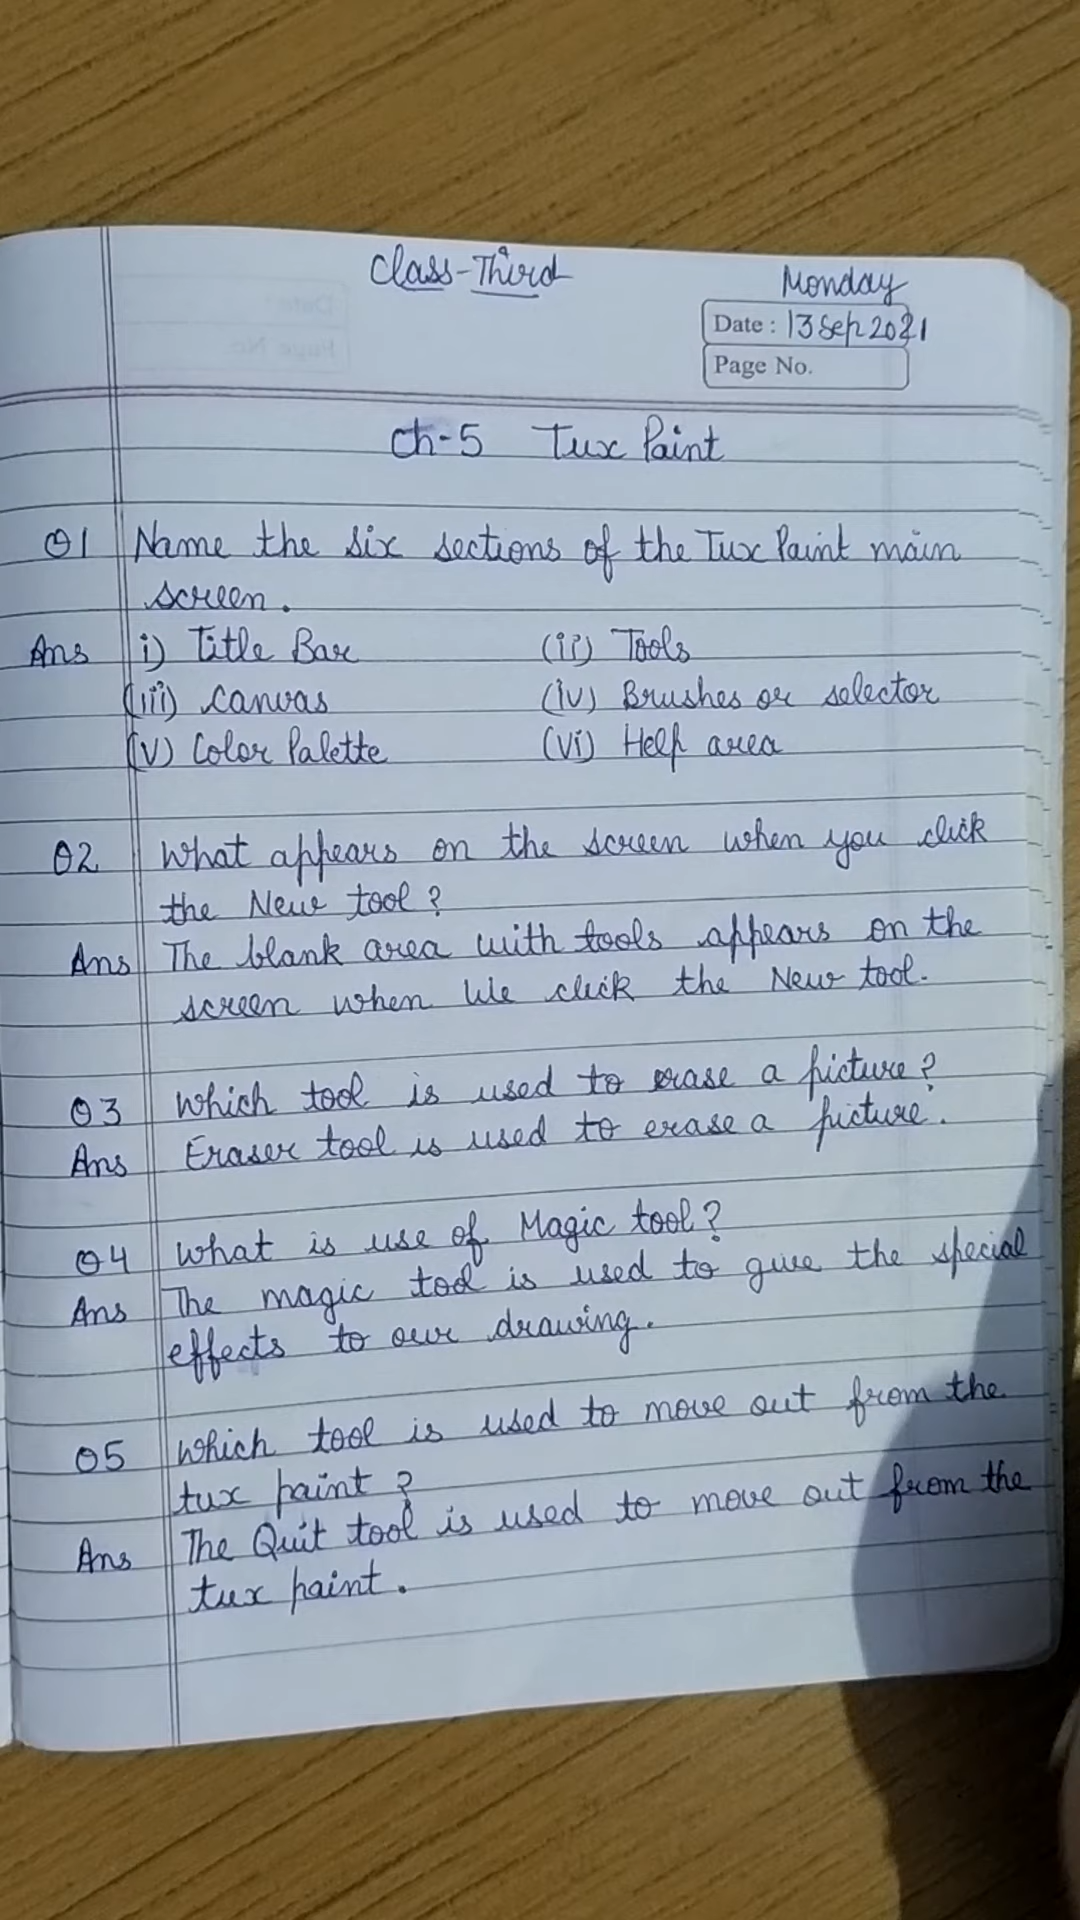 Class-Third
Monday
Date : 13 Sep 2021
Page No.
Ch-5 Tux Paint
Q1 Name the six sections of the Tux Paint main
screen.
Ans i) Title Bar (ii) Tools
(iii) Canvas (iv) Brushes or selector
(v) Color Palette (vi) Help area
Q2 What appears on the screen when you click
the New tool?
Ans The blank area with tools appears on the
screen when we click the New tool.
Q3 Which tool is used to erase a picture?
Ans Eraser tool is used to erase a picture.
Q4 What is use of Magic tool?
Ans The magic tool is used to give the special
effects to our drawing.
Q5 Which tool is used to move out from the
tux paint?
Ans The Quit tool is used to move out from the
tux paint.